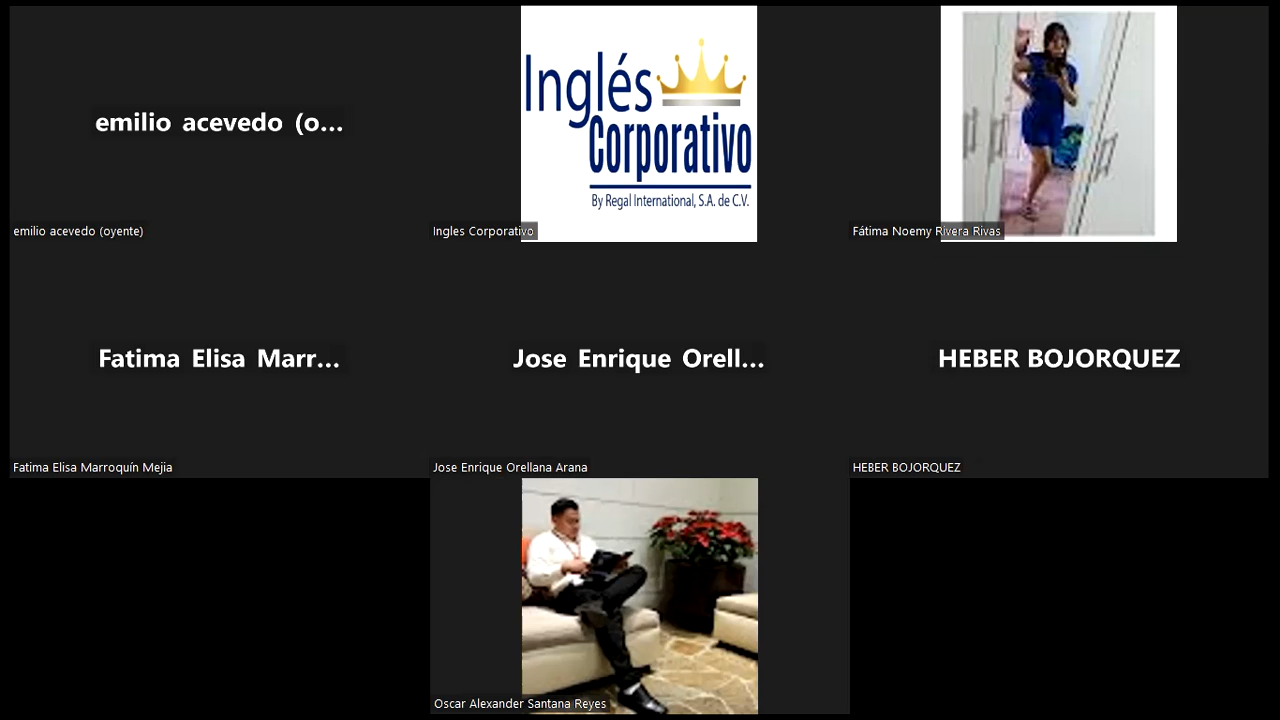 emilio acevedo (o...
emilio acevedo (oyente)
Inglés
Corporativo
By Regal International, S.A. de C.V.
Ingles Corporativo
Fátima Noemy Rivera Rivas
Fatima Elisa Marr...
Fatima Elisa Marroquín Mejia
Jose Enrique Orell...
Jose Enrique Orellana Arana
HEBER BOJORQUEZ
HEBER BOJORQUEZ
Oscar Alexander Santana Reyes